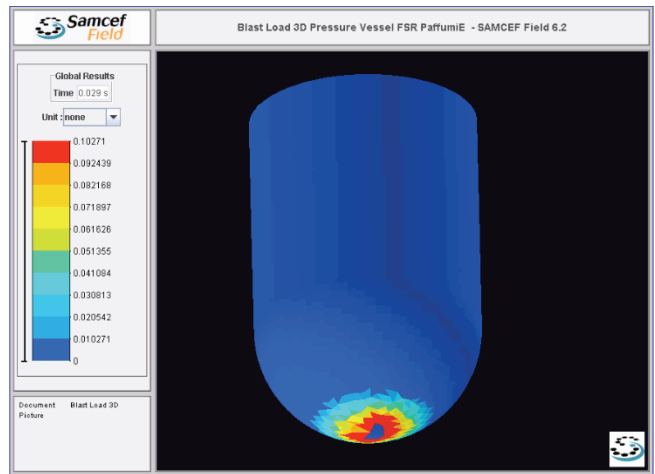 Samcef
Field
Blast Load 3D Pressure Vessel FSR PaffumiE - SAMCEF Field 6.2
Global Results
Time 0.029 s
Unit : none
0.10271
0.092439
0.082168
0.071897
0.061626
0.051355
0.041084
0.030813
0.020542
0.010271
0
Document Blast Load 3D
Picture